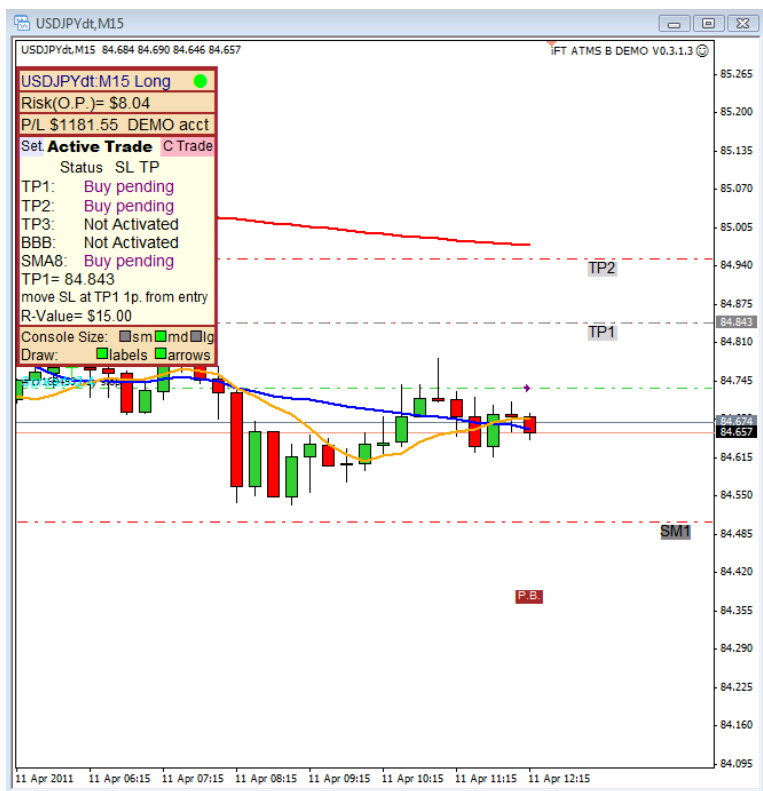 USDJPYdt,M15
USDJPYdt,M15 84.684 84.690 84.646 84.657
iFT ATMS B DEMO V0.3.1.3☺
USDJPYdt:M15 Long
Risk(O.P.)= $8.04
P/L $1181.55 DEMO acct
Set. Active Trade C Trade
Status SL TP
TP1: Buy pending
TP2: Buy pending
TP3: Not Activated
BBB: Not Activated
SMA8: Buy pending
TP1= 84.843
move SL at TP1 1p. from entry
R-Value= $15.00
Console Size: sm md lg
Draw: labels arrows
TP2
TP1
SM1
P.B.
85.265
85.200
85.135
85.070
85.005
84.940
84.875
84.843
84.810
84.745
84.674
84.657
84.615
84.550
84.485
84.420
84.355
84.290
84.225
84.160
84.095
11 Apr 2011 11 Apr 06:15 11 Apr 07:15 11 Apr 08:15 11 Apr 09:15 11 Apr 10:15 11 Apr 11:15 11 Apr 12:15